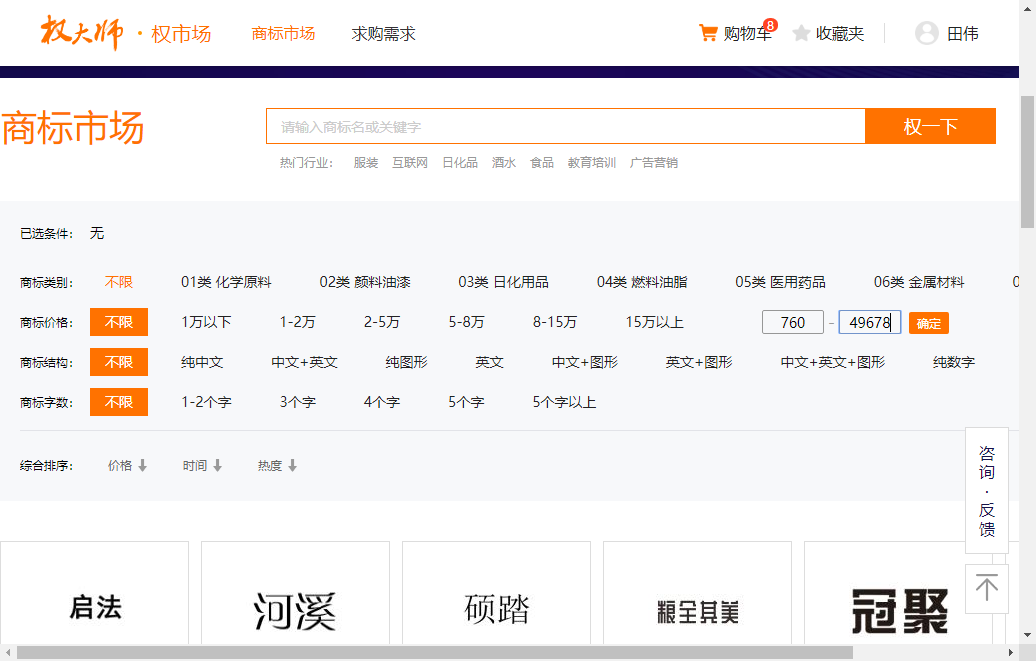 权大师 · 权市场 商标市场 求购需求 购物车 8 收藏夹 田伟
商标市场 请输入商标名或关键字 权一下
热门行业： 服装 互联网 日化品 酒水 食品 教育培训 广告营销
已选条件： 无
商标类别： 不限 01类 化学原料 02类 颜料油漆 03类 日化用品 04类 燃料油脂 05类 医用药品 06类 金属材料 0
商标价格： 不限 1万以下 1-2万 2-5万 5-8万 8-15万 15万以上 760 - 49678 确定
商标结构： 不限 纯中文 中文+英文 纯图形 英文 中文+图形 英文+图形 中文+英文+图形 纯数字
商标字数： 不限 1-2个字 3个字 4个字 5个字 5个字以上
综合排序： 价格 时间 热度
咨询·反馈
启法 河溪 硕踏 粮全其美 冠聚